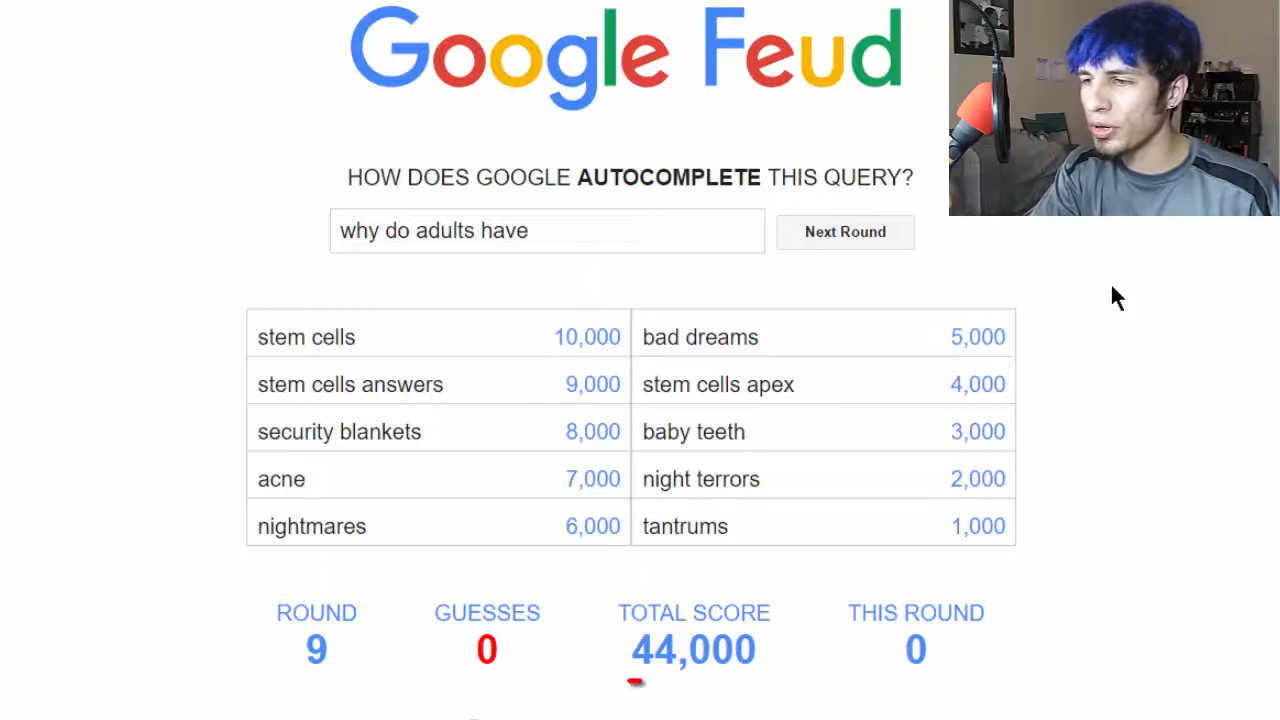 Google Feud
HOW DOES GOOGLE AUTOCOMPLETE THIS QUERY?
why do adults have
Next Round
stem cells 10,000 bad dreams 5,000
stem cells answers 9,000 stem cells apex 4,000
security blankets 8,000 baby teeth 3,000
acne 7,000 night terrors 2,000
nightmares 6,000 tantrums 1,000
ROUND GUESSES TOTAL SCORE THIS ROUND
9 0 44,000 0